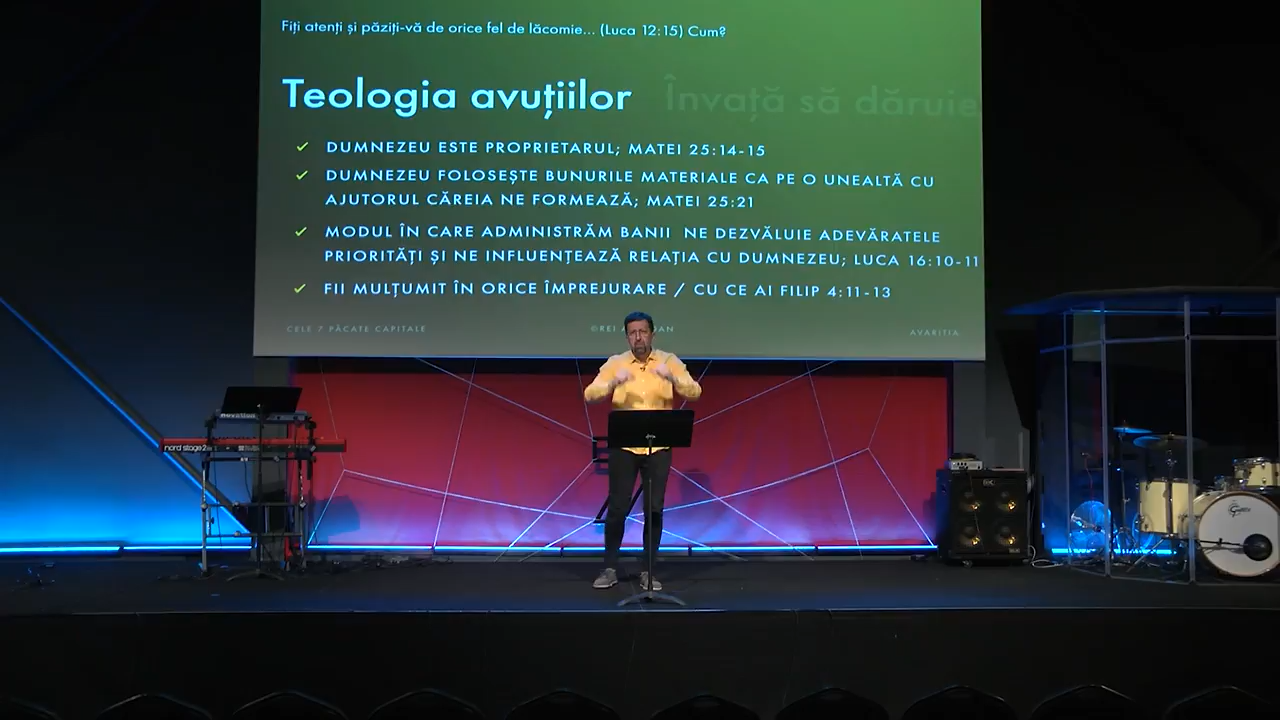 Fiți atenți și păziți-vă de orice fel de lăcomie... (Luca 12:15) Cum?
Teologia avuțiilor Învață să dăruie
DUMNEZEU ESTE PROPRIETARUL; MATEI 25:14-15
DUMNEZEU FOLOSEȘTE BUNURILE MATERIALE CA PE O UNEALTĂ CU
AJUTORUL CĂREIA NE FORMEAZĂ; MATEI 25:21
MODUL ÎN CARE ADMINISTRĂM BANII NE DEZVĂLUIE ADEVĂRATELE
PRIORITĂȚI ȘI NE INFLUENȚEAZĂ RELAȚIA CU DUMNEZEU; LUCA 16:10-11
FII MULȚUMIT ÎN ORICE ÎMPREJURARE / CU CE AI FILIP 4:11-13
CELE 7 PĂCATE CAPITALE
©REI
AVARITIA
novation
nord stage 2
Gretsch